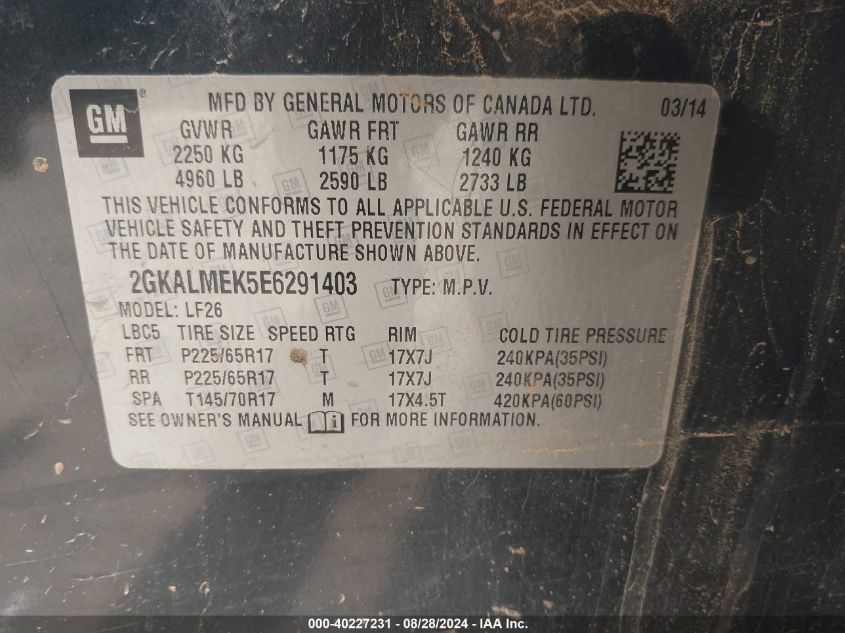 GM ® MFD BY GENERAL MOTORS OF CANADA LTD. 03/14
GVWR GAWR FRT GAWR RR
2250 KG 1175 KG 1240 KG
4960 LB 2590 LB 2733 LB
THIS VEHICLE CONFORMS TO ALL APPLICABLE U.S. FEDERAL MOTOR
VEHICLE SAFETY AND THEFT PREVENTION STANDARDS IN EFFECT ON
THE DATE OF MANUFACTURE SHOWN ABOVE.
2GKALMEK5E6291403 TYPE: M.P.V.
MODEL: LF26
LBC5 TIRE SIZE SPEED RTG RIM COLD TIRE PRESSURE
FRT P225/65R17 T 17X7J 240KPA(35PSI)
RR P225/65R17 T 17X7J 240KPA(35PSI)
SPA T145/70R17 M 17X4.5T 420KPA(60PSI)
SEE OWNER'S MANUAL i FOR MORE INFORMATION.
000-40227231 - 08/28/2024 - IAA Inc.